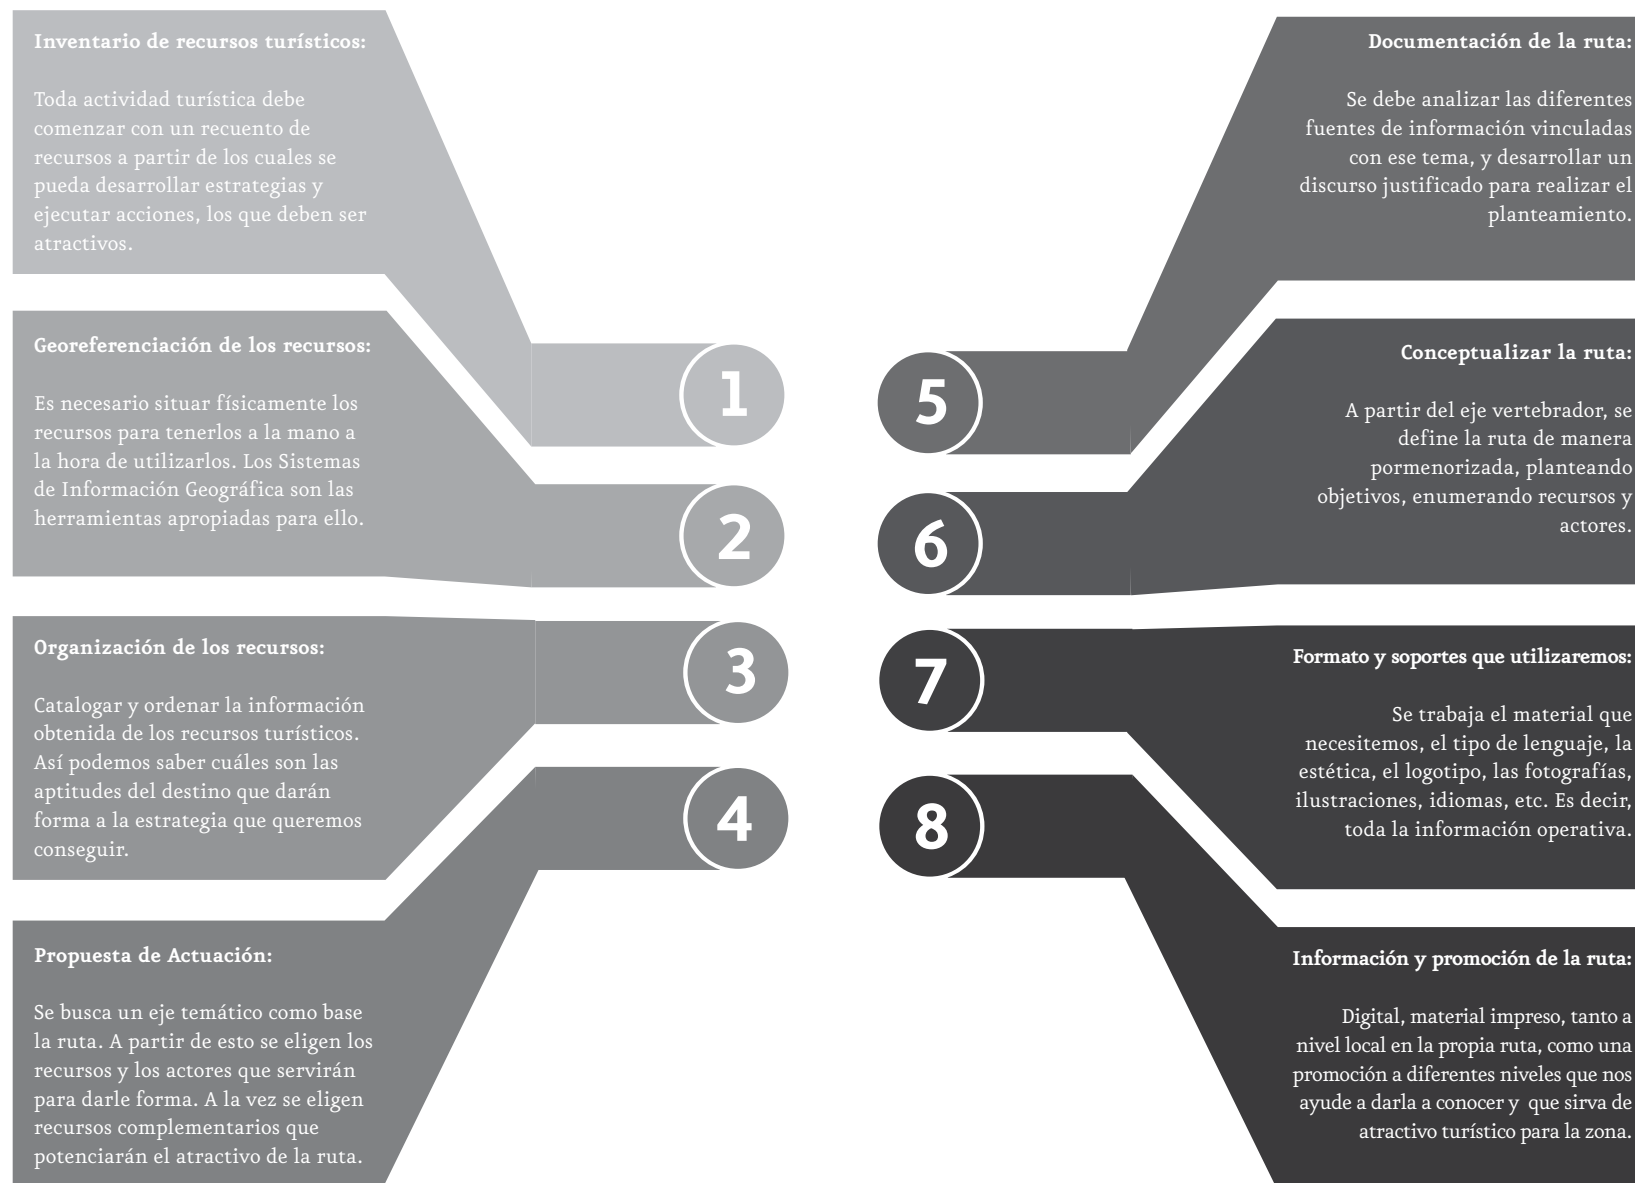 Inventario de recursos turísticos:
Toda actividad turística debe
comenzar con un recuento de
recursos a partir de los cuales se
pueda desarrollar estrategias y
ejecutar acciones, los que deben ser
atractivos.
1
Georeferenciación de los recursos:
Es necesario situar físicamente los
recursos para tenerlos a la mano a
la hora de utilizarlos. Los Sistemas
de Información Geográfica son las
herramientas apropiadas para ello.
2
Organización de los recursos:
Catalogar y ordenar la información
obtenida de los recursos turísticos.
Así podemos saber cuáles son las
aptitudes del destino que darán
forma a la estrategia que queremos
conseguir.
3
Propuesta de Actuación:
Se busca un eje temático como base
la ruta. A partir de esto se eligen los
recursos y los actores que servirán
para darle forma. A la vez se eligen
recursos complementarios que
potenciarán el atractivo de la ruta.
4
Documentación de la ruta:
Se debe analizar las diferentes
fuentes de información vinculadas
con ese tema, y desarrollar un
discurso justificado para realizar el
planteamiento.
5
Conceptualizar la ruta:
A partir del eje vertebrador, se
define la ruta de manera
pormenorizada, planteando
objetivos, enumerando recursos y
actores.
6
Formato y soportes que utilizaremos:
Se trabaja el material que
necesitemos, el tipo de lenguaje, la
estética, el logotipo, las fotografías,
ilustraciones, idiomas, etc. Es decir,
toda la información operativa.
7
Información y promoción de la ruta:
Digital, material impreso, tanto a
nivel local en la propia ruta, como una
promoción a diferentes niveles que nos
ayude a darla a conocer y que sirva de
atractivo turístico para la zona.
8